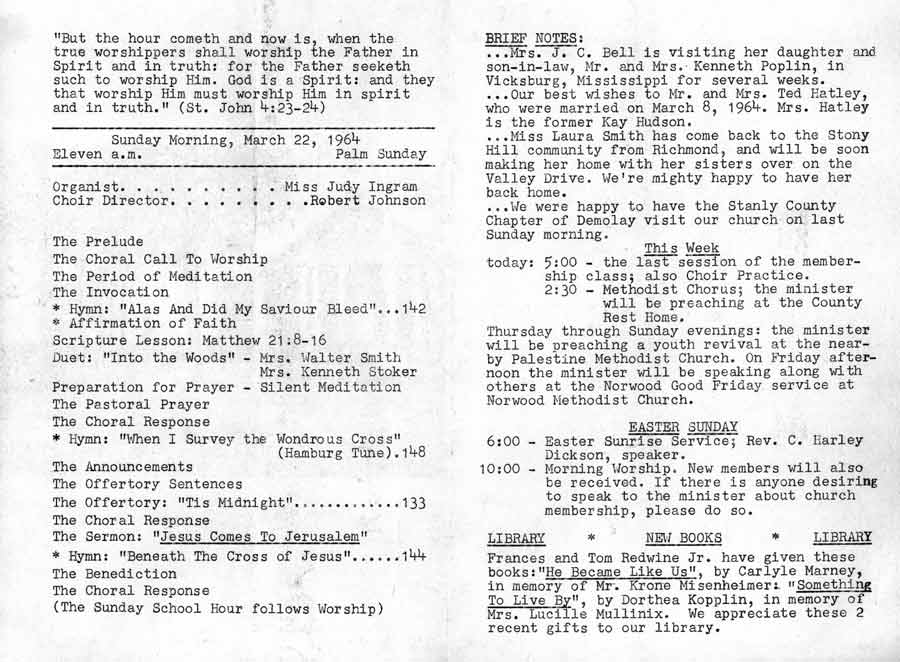 "But the hour cometh and now is, when the
true worshippers shall worship the Father in
Spirit and in truth: for the Father seeketh
such to worship Him. God is a Spirit: and they
that worship Him must worship Him in spirit
and in truth." (St. John 4:23-24)
Sunday Morning, March 22, 1964
Eleven a.m. Palm Sunday
Organist. . . . . . . . . . Miss Judy Ingram
Choir Director. . . . . . . . .Robert Johnson
The Prelude
The Choral Call To Worship
The Period of Meditation
The Invocation
* Hymn: "Alas And Did My Saviour Bleed"...142
* Affirmation of Faith
Scripture Lesson: Matthew 21:8-16
Duet: "Into the Woods" - Mrs. Walter Smith
Mrs. Kenneth Stoker
Preparation for Prayer - Silent Meditation
The Pastoral Prayer
The Choral Response
* Hymn: "When I Survey the Wondrous Cross"
(Hamburg Tune).148
The Announcements
The Offertory Sentences
The Offertory: "Tis Midnight".............133
The Choral Response
The Sermon: "Jesus Comes To Jerusalem"
* Hymn: "Beneath The Cross of Jesus"......144
The Benediction
The Choral Response
(The Sunday School Hour follows Worship)
BRIEF NOTES:
...Mrs. J. C. Bell is visiting her daughter and
son-in-law, Mr. and Mrs. Kenneth Poplin, in
Vicksburg, Mississippi for several weeks.
...Our best wishes to Mr. and Mrs. Ted Hatley,
who were married on March 8, 1964. Mrs. Hatley
is the former Kay Hudson.
...Miss Laura Smith has come back to the Stony
Hill community from Richmond, and will be soon
making her home with her sisters over on the
Valley Drive. We're mighty happy to have her
back home.
...We were happy to have the Stanly County
Chapter of Demolay visit our church on last
Sunday morning.
This Week
today: 5:00 - the last session of the member-
ship class; also Choir Practice.
2:30 - Methodist Chorus; the minister
will be preaching at the County
Rest Home.
Thursday through Sunday evenings: the minister
will be preaching a youth revival at the near-
by Palestine Methodist Church. On Friday after-
noon the minister will be speaking along with
others at the Norwood Good Friday service at
Norwood Methodist Church.
EASTER SUNDAY
6:00 - Easter Sunrise Service; Rev. C. Harley
Dickson, speaker.
10:00 - Morning Worship. New members will also
be received. If there is anyone desiring
to speak to the minister about church
membership, please do so.
LIBRARY * NEW BOOKS * LIBRARY
Frances and Tom Redwine Jr. have given these
books:"He Became Like Us", by Carlyle Marney,
in memory of Mr. Krone Misenheimer: "Something
To Live By", by Dorthea Kopplin, in memory of
Mrs. Lucille Mullinix. We appreciate these 2
recent gifts to our library.